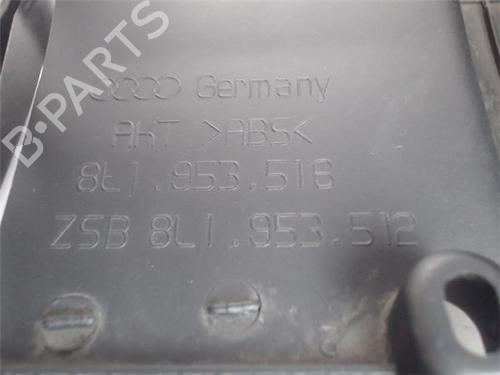 B-PARTS
Germany
AKT >ABS<
8L1.953.516
ZSB 8L1.953.512